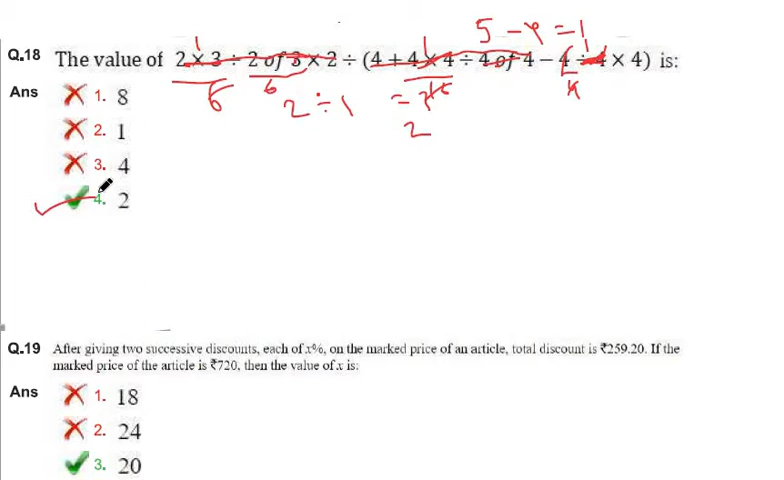 5 - 4 = 1
1 1 1
Q.18 The value of 2 × 3 ÷ 2 of 3 × 2 ÷ (4 + 4 × 4 ÷ 4 of 4 − 4 ÷ 4 × 4) is:
6 6 2 ÷ 1 =
2
Ans 1. 8
2. 1
3. 4
4. 2
Q.19 After giving two successive discounts, each of x%, on the marked price of an article, total discount is ₹259.20. If the
marked price of the article is ₹720, then the value of x is:
Ans 1. 18
2. 24
3. 20